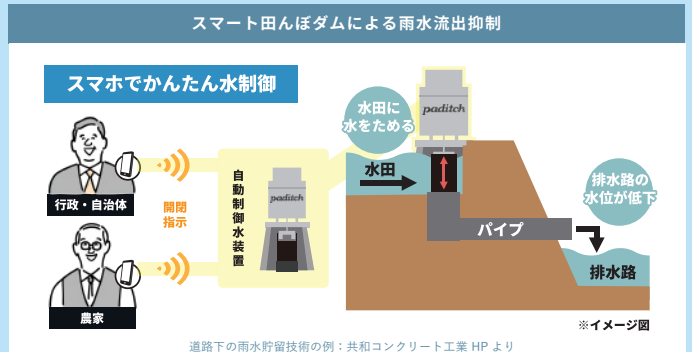 スマート田んぼダムによる雨水流出抑制
スマホでかんたん水制御
行政・自治体
農家
開閉
指示
自動制御水装置
paditch
水田に
水をためる
paditch
水田
パイプ
排水路の
水位が低下
排水路
※イメージ図
道路下の雨水貯留技術の例：共和コンクリート工業 HP より